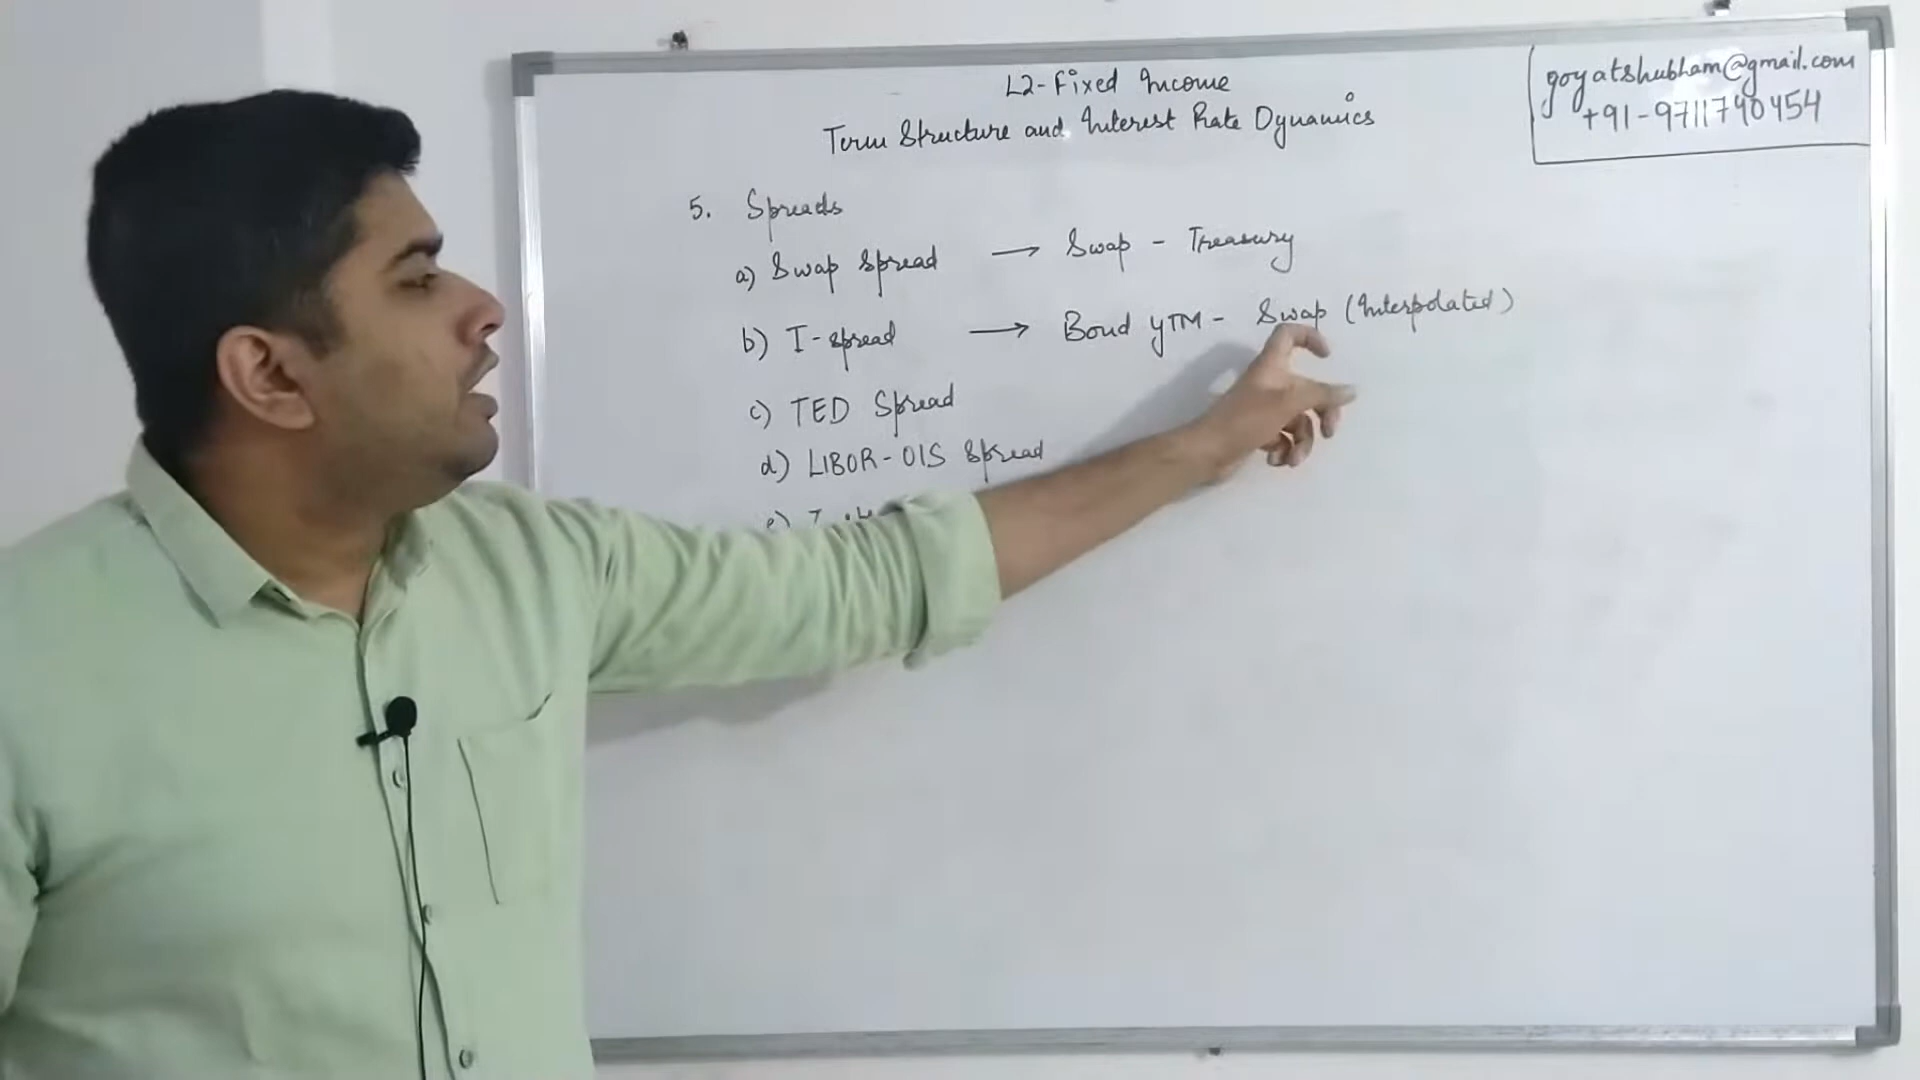 L2-Fixed Income
Term Structure and Interest Rate Dynamics
goyatshubham@gmail.com
+91-9711740454
5. Spreads
a) Swap Spread → Swap - Treasury
b) I-spread → Bond YTM - Swap (Interpolated)
c) TED Spread
d) LIBOR-OIS Spread
e)